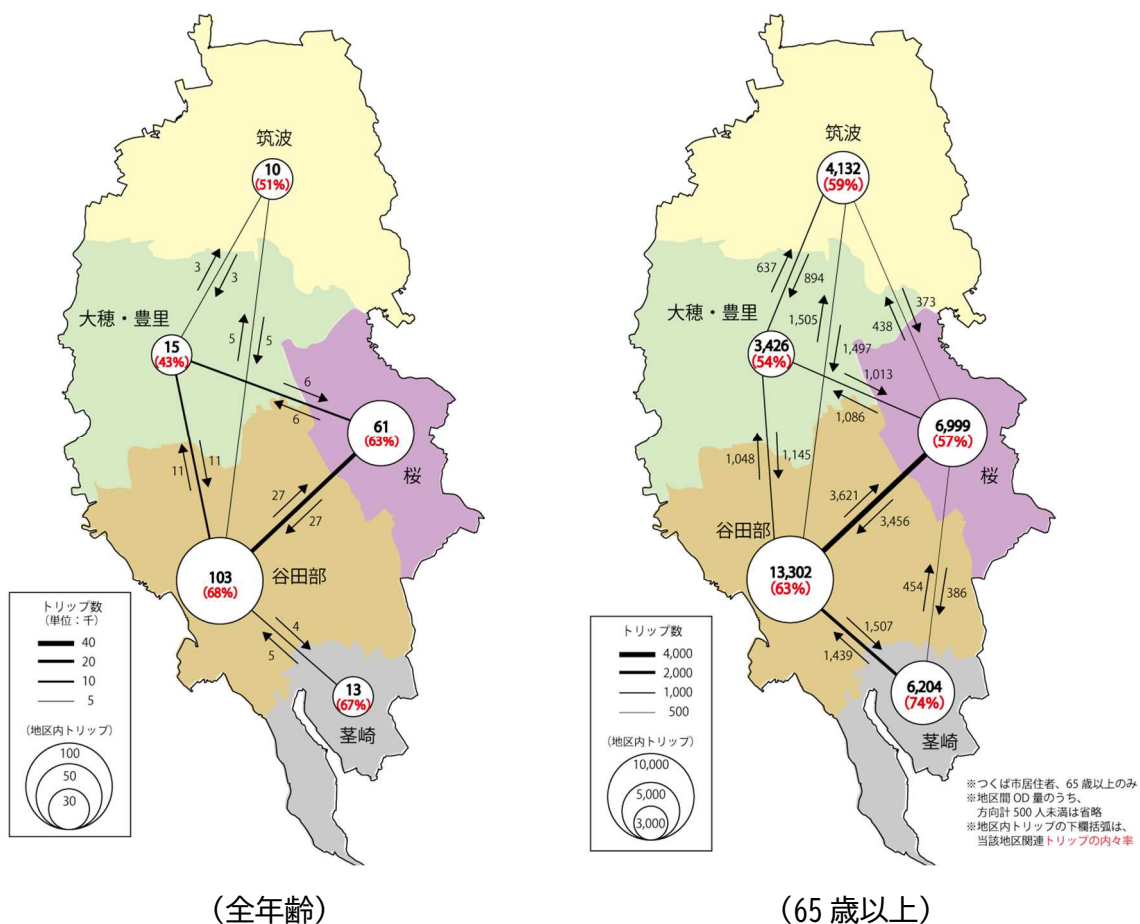 筑波
10
(51%)
3
3
大穂・豊里
15
(43%)
5
5
6
6
61
(63%)
桜
11
11
27
27
103
(68%)
谷田部
4
5
13
(67%)
茎崎
トリップ数
(単位:千)
40
20
10
5
(地区内トリップ)
100
50
30
(全年齢)
筑波
4,132
(59%)
637
894
大穂・豊里
3,426
(54%)
1,505
1,497
438
373
1,013
1,086
6,999
(57%)
桜
1,048
1,145
3,621
3,456
谷田部
13,302
(63%)
454
386
1,507
1,439
6,204
(74%)
茎崎
トリップ数
4,000
2,000
1,000
500
(地区内トリップ)
10,000
5,000
3,000
※つくば市居住者、65歳以上のみ
※地区間OD量のうち、
方向計500人未満は省略
※地区内トリップの下欄括弧は、
当該地区関連トリップの内々率
(65歳以上)